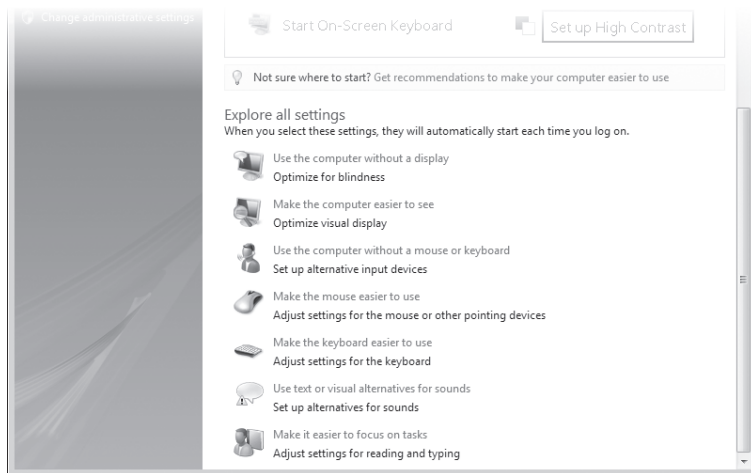 Change administrative settings
Start On-Screen Keyboard
Set up High Contrast
Not sure where to start? Get recommendations to make your computer easier to use
Explore all settings
When you select these settings, they will automatically start each time you log on.
Use the computer without a display
Optimize for blindness
Make the computer easier to see
Optimize visual display
Use the computer without a mouse or keyboard
Set up alternative input devices
Make the mouse easier to use
Adjust settings for the mouse or other pointing devices
Make the keyboard easier to use
Adjust settings for the keyboard
Use text or visual alternatives for sounds
Set up alternatives for sounds
Make it easier to focus on tasks
Adjust settings for reading and typing